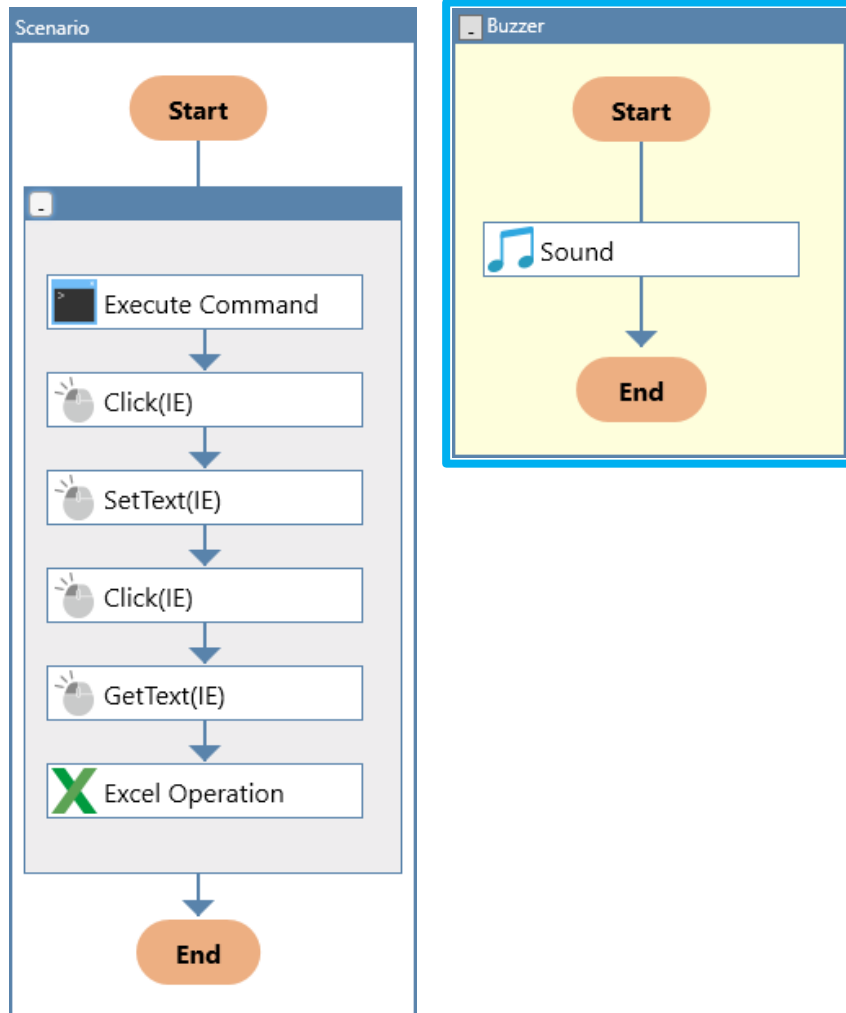 Scenario
Start
Execute Command
Click(IE)
SetText(IE)
Click(IE)
GetText(IE)
Excel Operation
End
Buzzer
Start
Sound
End